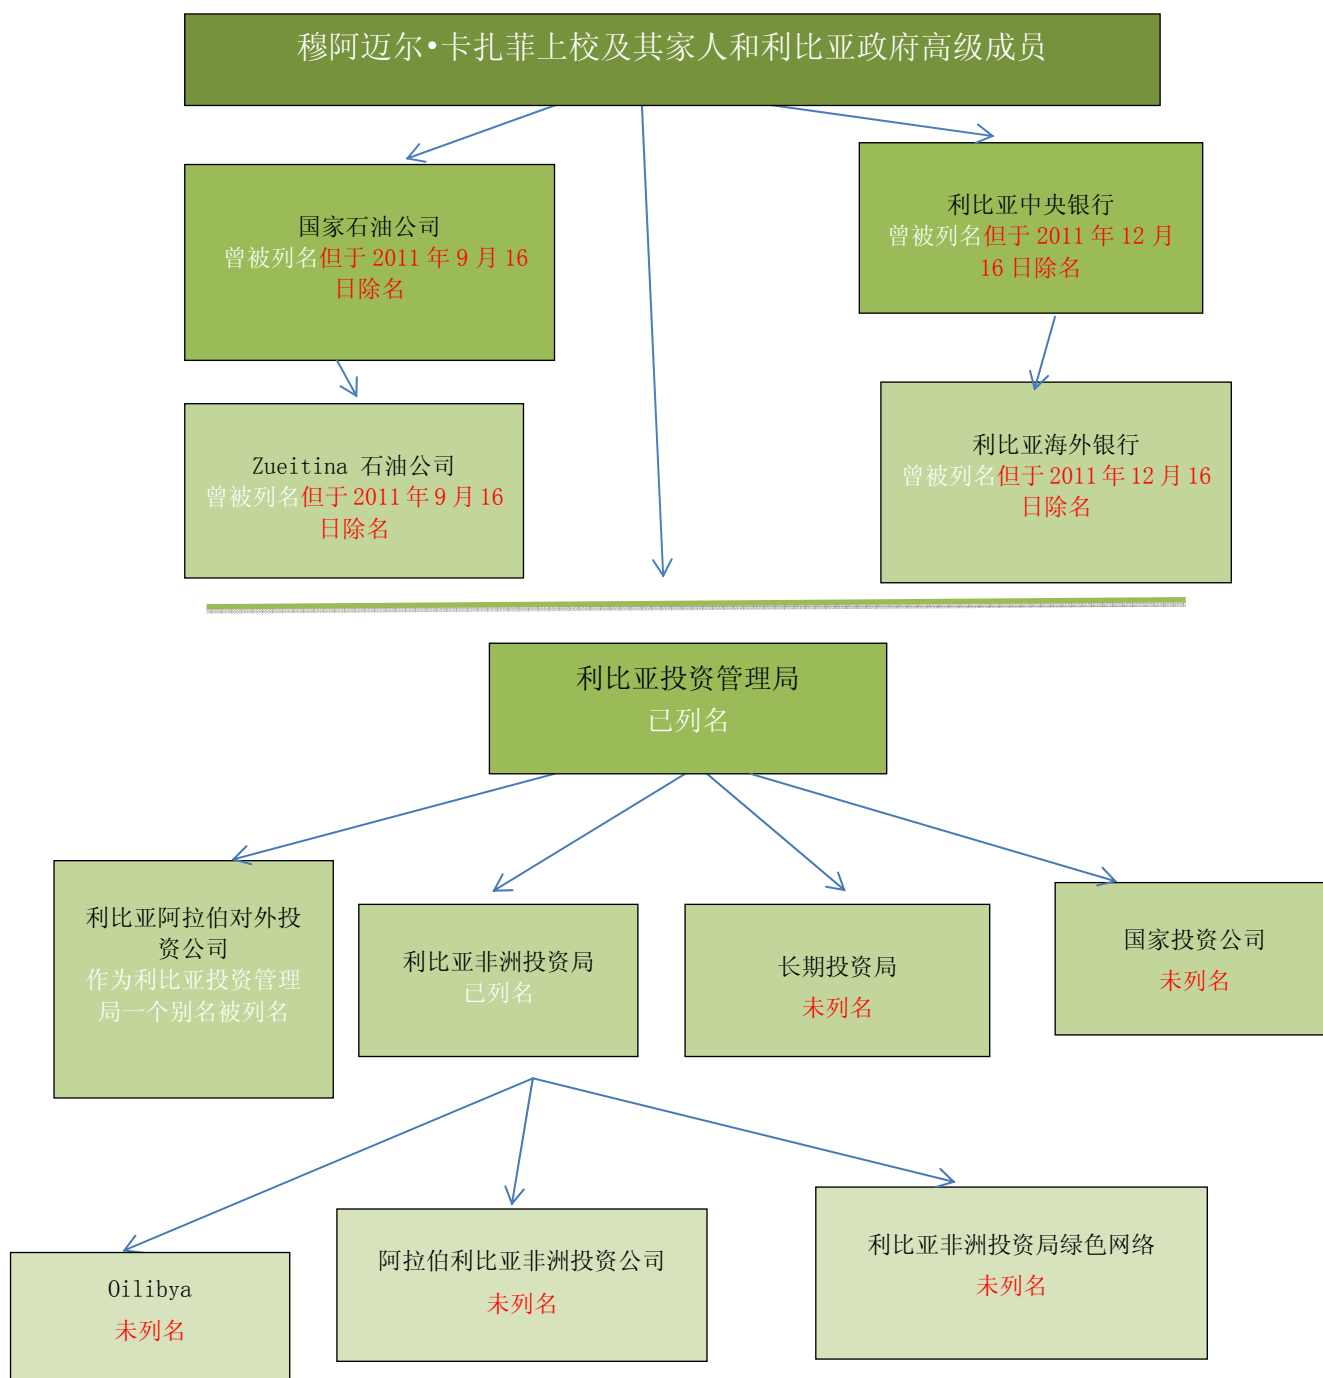 穆阿迈尔•卡扎菲上校及其家人和利比亚政府高级成员
国家石油公司
曾被列名但于 2011 年 9 月 16
日除名
利比亚中央银行
曾被列名但于 2011 年 12 月
16 日除名
Zueitina 石油公司
曾被列名但于 2011 年 9 月 16
日除名
利比亚海外银行
曾被列名但于 2011 年 12 月 16
日除名
利比亚投资管理局
已列名
利比亚阿拉伯对外投
资公司
作为利比亚投资管理
局一个别名被列名
利比亚非洲投资局
已列名
长期投资局
未列名
国家投资公司
未列名
Oilibya
未列名
阿拉伯利比亚非洲投资公司
未列名
利比亚非洲投资局绿色网络
未列名